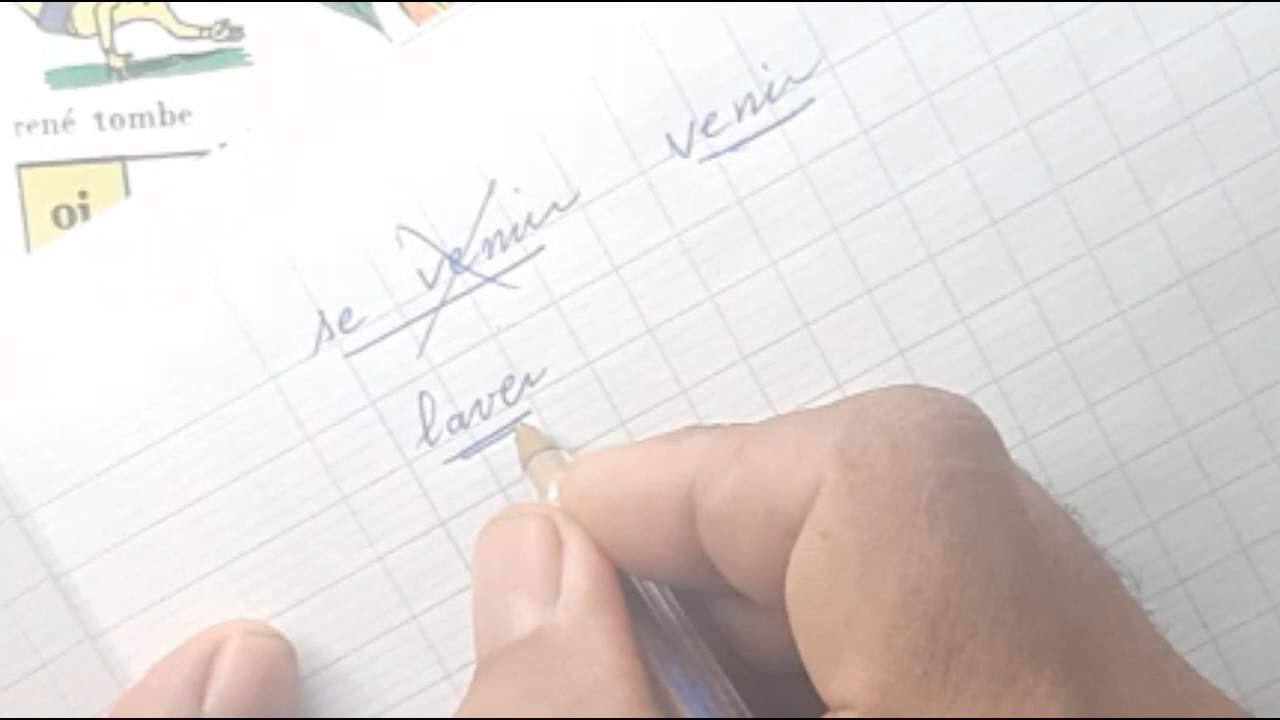 rené tombe
oi
venir
se venir
laver